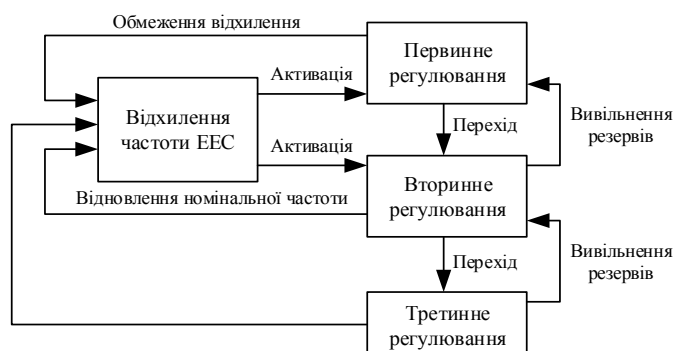 Обмеження відхилення
Первинне
регулювання
Активація
Відхилення
частоти ЕЕС
Вивільнення
резервів
Перехід
Активація
Вторинне
регулювання
Відновлення номінальної частоти
Вивільнення
резервів
Перехід
Третинне
регулювання